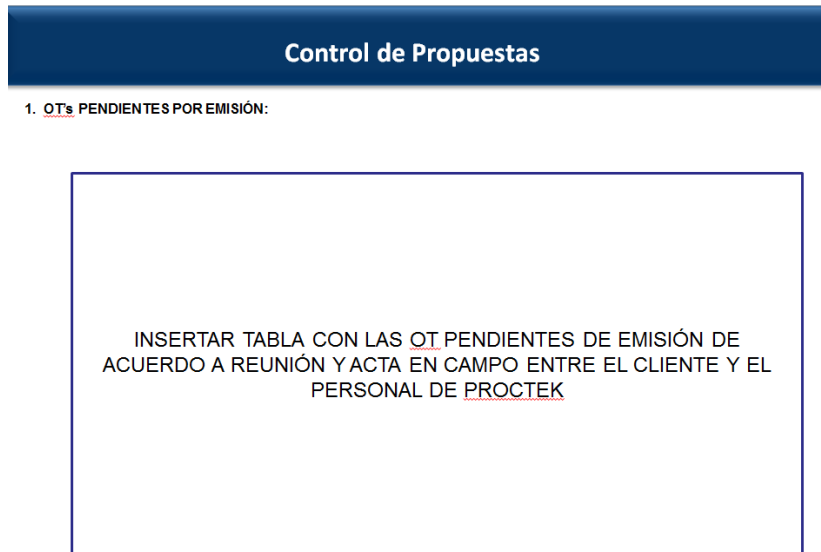 Control de Propuestas
1. OT's PENDIENTES POR EMISIÓN:
INSERTAR TABLA CON LAS OT PENDIENTES DE EMISIÓN DE
ACUERDO A REUNIÓN Y ACTA EN CAMPO ENTRE EL CLIENTE Y EL
PERSONAL DE PROCTEK